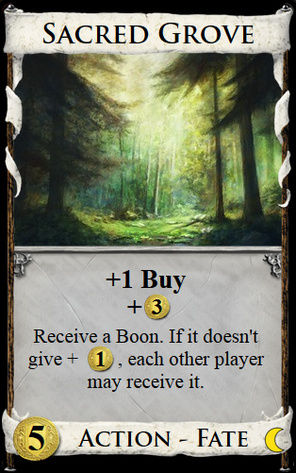 SACRED GROVE
+1 Buy
+3
Receive a Boon. If it doesn't
give + 1 , each other player
may receive it.
5 ACTION - FATE